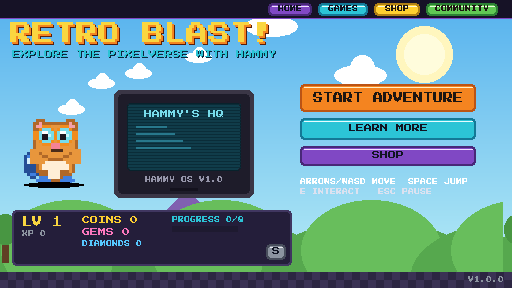 HOME GAMES SHOP COMMUNITY
RETRO BLAST!
EXPLORE THE PIXELVERSE WITH HAMMY
HAMMY'S HQ
HAMMY OS V1.0
START ADVENTURE
LEARN MORE
SHOP
ARROWS/WASD MOVE SPACE JUMP
E INTERACT ESC PAUSE
LV 1
XP 0
COINS 0
GEMS 0
DIAMONDS 0
PROGRESS 0/0
S
V1.0.0